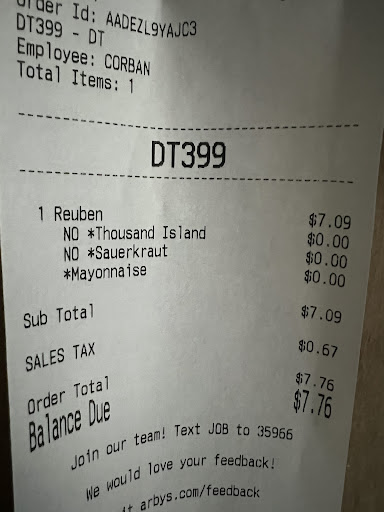 Order Id: AADEZL9YAJC3
DT399 - DT
Employee: CORBAN
Total Items: 1
DT399
1 Reuben $7.09
NO *Thousand Island $0.00
NO *Sauerkraut $0.00
*Mayonnaise $0.00
Sub Total $7.09
SALES TAX $0.67
Order Total $7.76
Balance Due $7.76
Join our team! Text JOB to 35966
We would love your feedback!
arbys.com/feedback